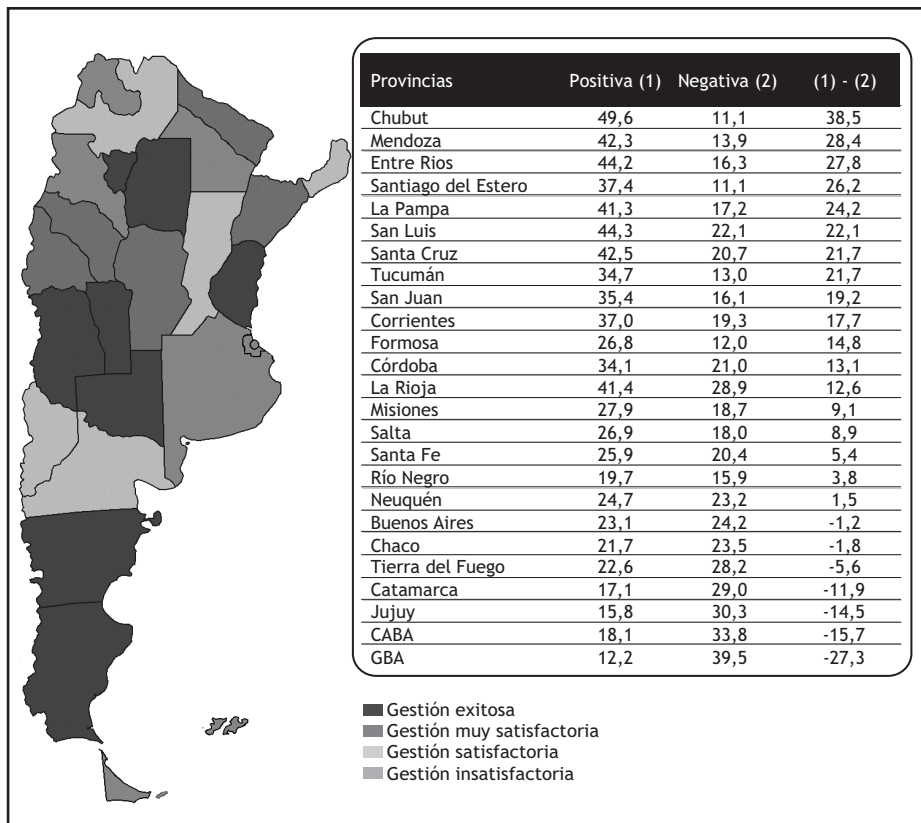 Provincias Positiva (1) Negativa (2) (1) - (2)
Chubut 49,6 11,1 38,5
Mendoza 42,3 13,9 28,4
Entre Rios 44,2 16,3 27,8
Santiago del Estero 37,4 11,1 26,2
La Pampa 41,3 17,2 24,2
San Luis 44,3 22,1 22,1
Santa Cruz 42,5 20,7 21,7
Tucumán 34,7 13,0 21,7
San Juan 35,4 16,1 19,2
Corrientes 37,0 19,3 17,7
Formosa 26,8 12,0 14,8
Córdoba 34,1 21,0 13,1
La Rioja 41,4 28,9 12,6
Misiones 27,9 18,7 9,1
Salta 26,9 18,0 8,9
Santa Fe 25,9 20,4 5,4
Río Negro 19,7 15,9 3,8
Neuquén 24,7 23,2 1,5
Buenos Aires 23,1 24,2 -1,2
Chaco 21,7 23,5 -1,8
Tierra del Fuego 22,6 28,2 -5,6
Catamarca 17,1 29,0 -11,9
Jujuy 15,8 30,3 -14,5
CABA 18,1 33,8 -15,7
GBA 12,2 39,5 -27,3
Gestión exitosa
Gestión muy satisfactoria
Gestión satisfactoria
Gestión insatisfactoria